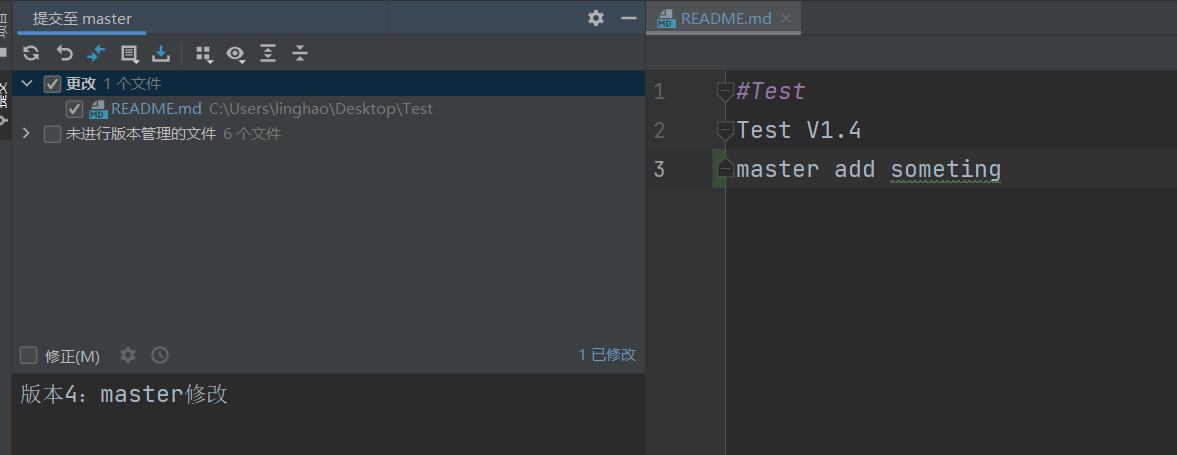 提交至 master
README.md
更改 1 个文件
README.md C:\Users\linghao\Desktop\Test
未进行版本管理的文件 6 个文件
修正(M)
1 已修改
版本4：master修改
1 #Test
2 Test V1.4
3 master add someting
提交